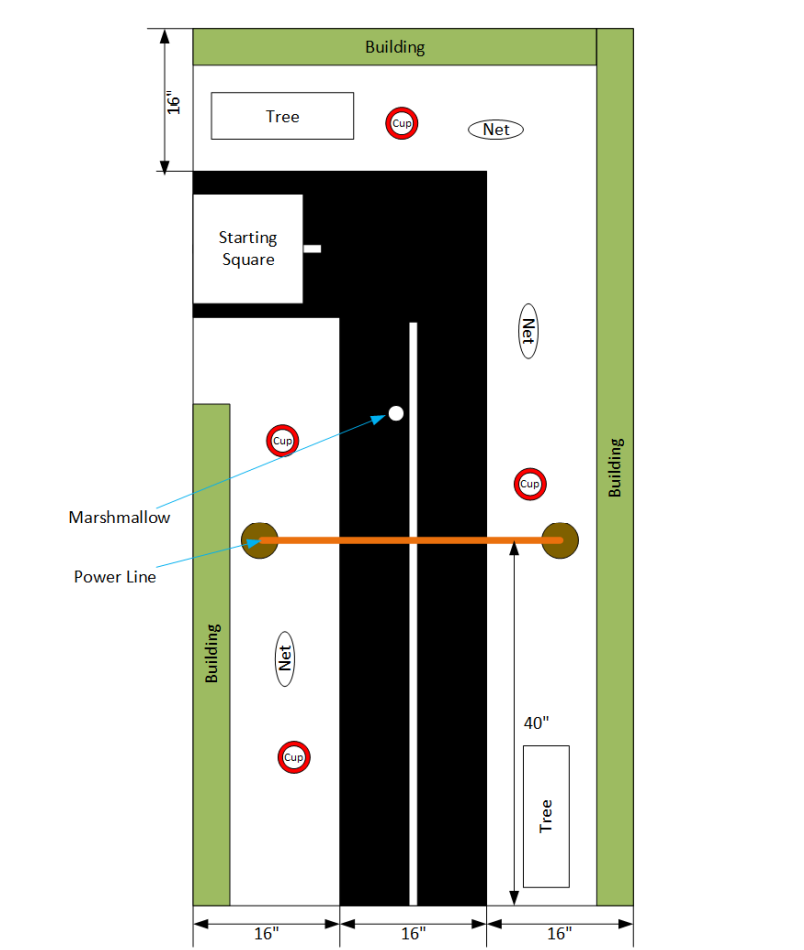 Building
16"
Tree
Cup
Net
Starting
Square
Net
Cup
Building
Cup
Marshmallow
Power Line
Building
Net
40"
Cup
Tree
16"
16"
16"